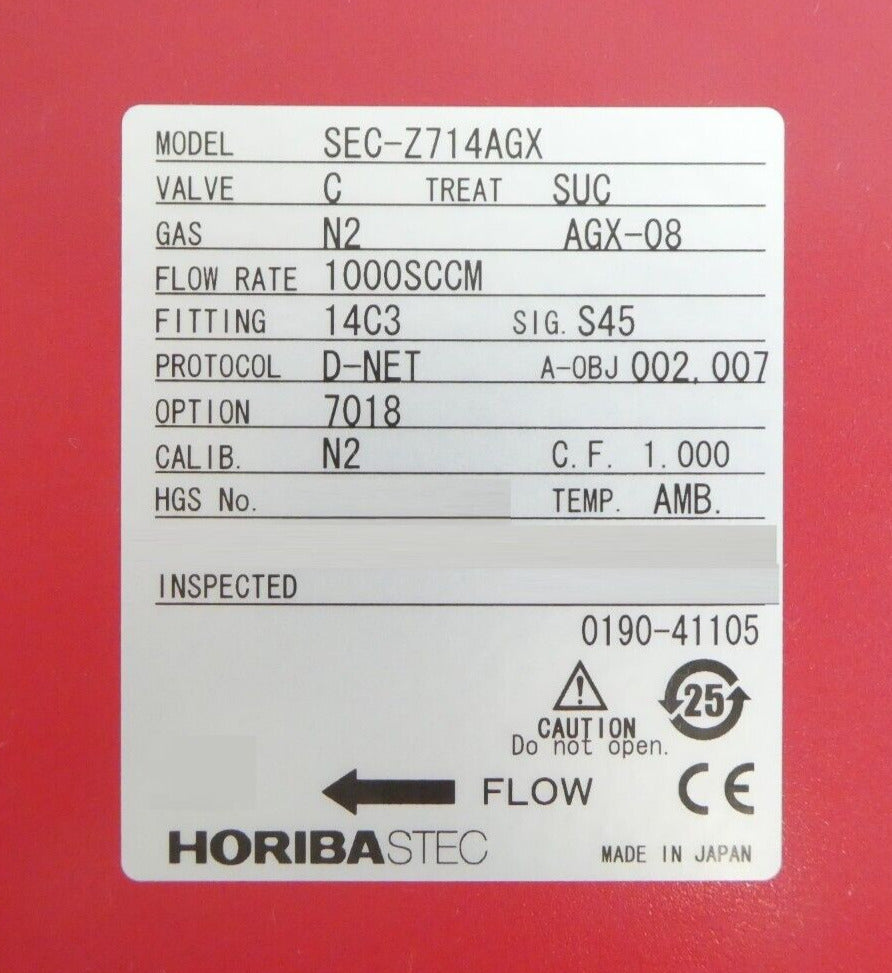 MODEL SEC-Z714AGX
VALVE C TREAT SUC
GAS N2 AGX-08
FLOW RATE 1000SCCM
FITTING 14C3 SIG. S45
PROTOCOL D-NET A-OBJ 002,007
OPTION 7018
CALIB. N2 C.F. 1.000
HGS No. TEMP. AMB.
INSPECTED
0190-41105
25
CAUTION
Do not open.
FLOW CE
HORIBASTEC MADE IN JAPAN